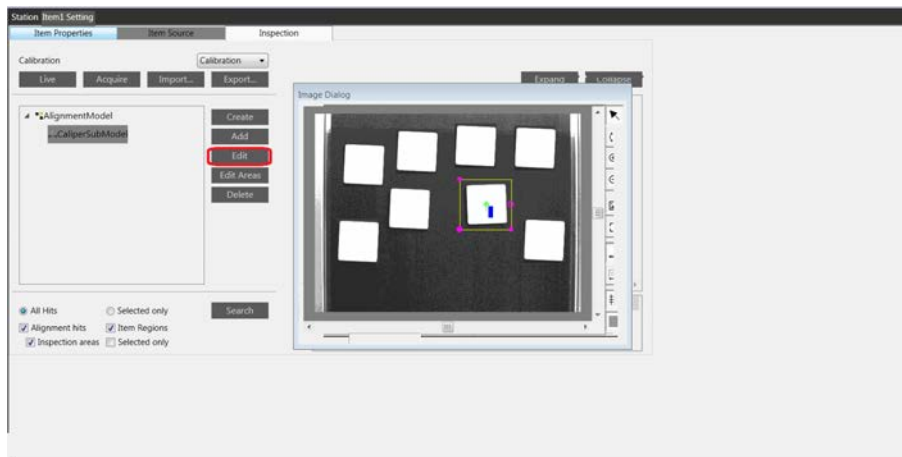 Station Item1 Setting
Item Properties Item Source Inspection
Calibration Calibration
Live Acquire Import... Export... Expand Collapse
Image Dialog
AlignmentModel Create
CaliperSubModel Add
Edit
Edit Areas
Delete
All Hits Selected only Search
Alignment hits Item Regions
Inspection areas Selected only